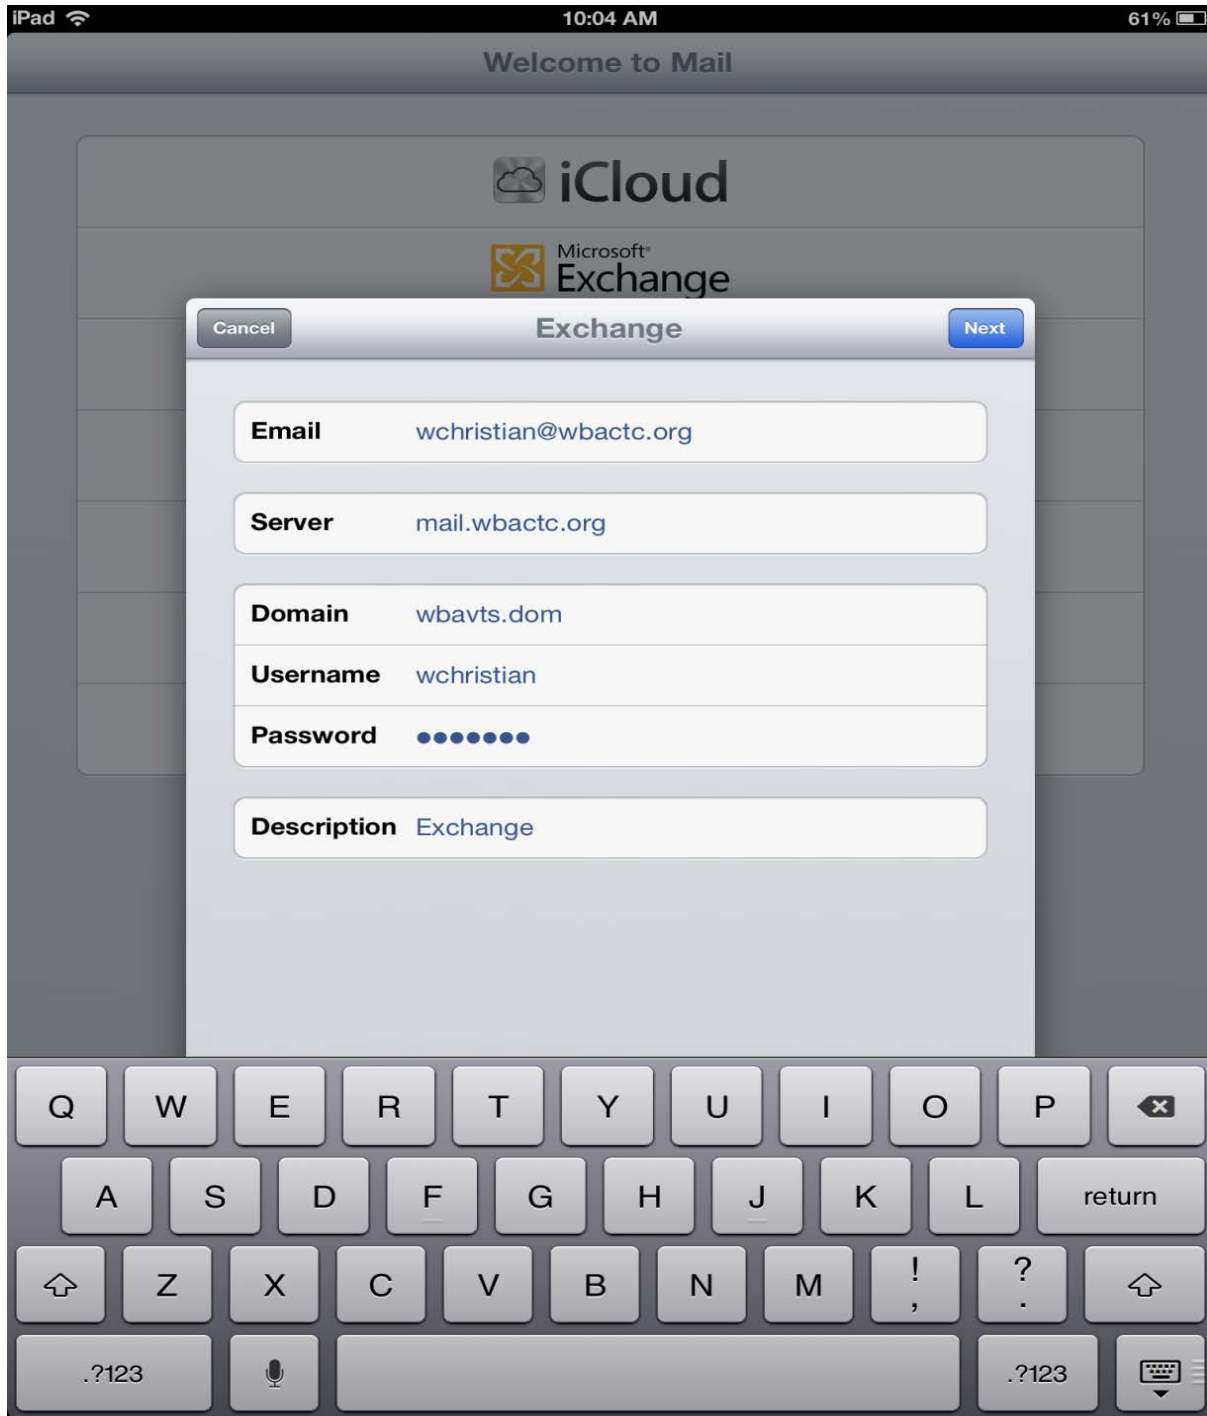 iPad 10:04 AM 61%
Welcome to Mail
iCloud
Microsoft®
Exchange
Cancel Exchange Next
Email wchristian@wbactc.org
Server mail.wbactc.org
Domain wbavts.dom
Username wchristian
Password •••••••
Description Exchange
Q W E R T Y U I O P
A S D F G H J K L return
Z X C V B N M ! , ? .
.?123 .?123